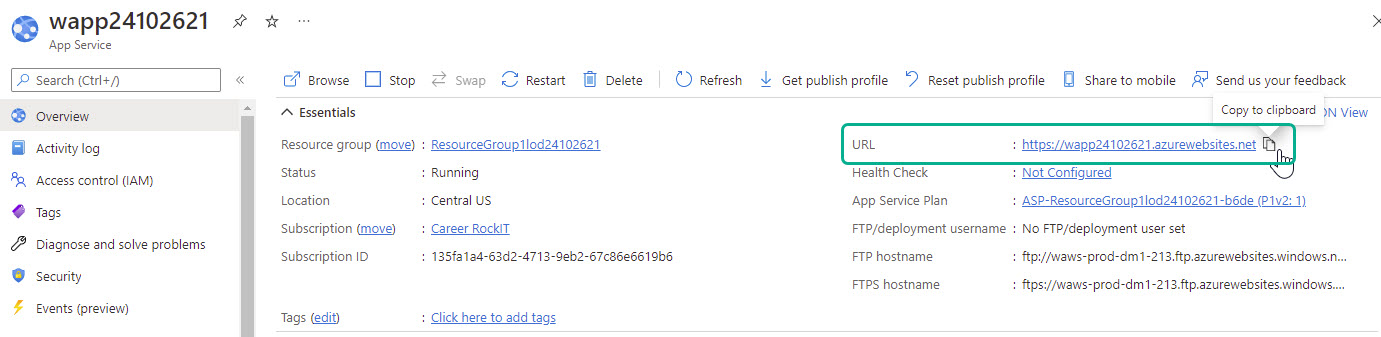 wapp24102621
App Service
Search (Ctrl+/)
Overview
Activity log
Access control (IAM)
Tags
Diagnose and solve problems
Security
Events (preview)
Browse Stop Swap Restart Delete Refresh Get publish profile Reset publish profile Share to mobile Send us your feedback
Copy to clipboard
Essentials ON View
Resource group (move) : ResourceGroup1lod24102621
Status : Running
Location : Central US
Subscription (move) : Career RockIT
Subscription ID : 135fa1a4-63d2-4713-9eb2-67c86e6619b6
Tags (edit) : Click here to add tags
URL : https://wapp24102621.azurewebsites.net
Health Check : Not Configured
App Service Plan : ASP-ResourceGroup1lod24102621-b6de (P1v2: 1)
FTP/deployment username : No FTP/deployment user set
FTP hostname : ftp://waws-prod-dm1-213.ftp.azurewebsites.windows.n...
FTPS hostname : ftps://waws-prod-dm1-213.ftp.azurewebsites.windows....